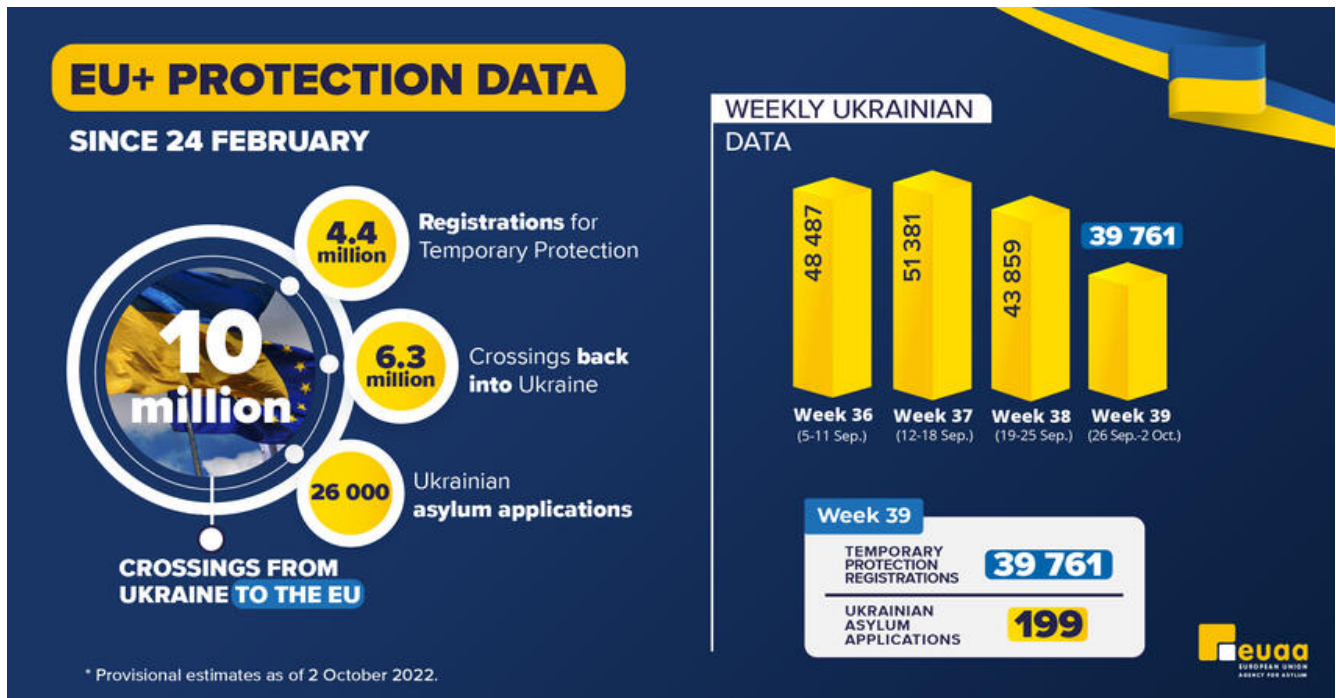 EU+ PROTECTION DATA
SINCE 24 FEBRUARY
4.4
million
Registrations for
Temporary Protection
10
million
6.3
million
Crossings back
into Ukraine
26 000
Ukrainian
asylum applications
CROSSINGS FROM
UKRAINE TO THE EU
* Provisional estimates as of 2 October 2022.
WEEKLY UKRAINIAN
DATA
48 487
51 381
43 859
39 761
Week 36
(5-11 Sep.)
Week 37
(12-18 Sep.)
Week 38
(19-25 Sep.)
Week 39
(26 Sep.-2 Oct.)
Week 39
TEMPORARY
PROTECTION
REGISTRATIONS
39 761
UKRAINIAN
ASYLUM
APPLICATIONS
199
euaa
EUROPEAN UNION
AGENCY FOR ASYLUM